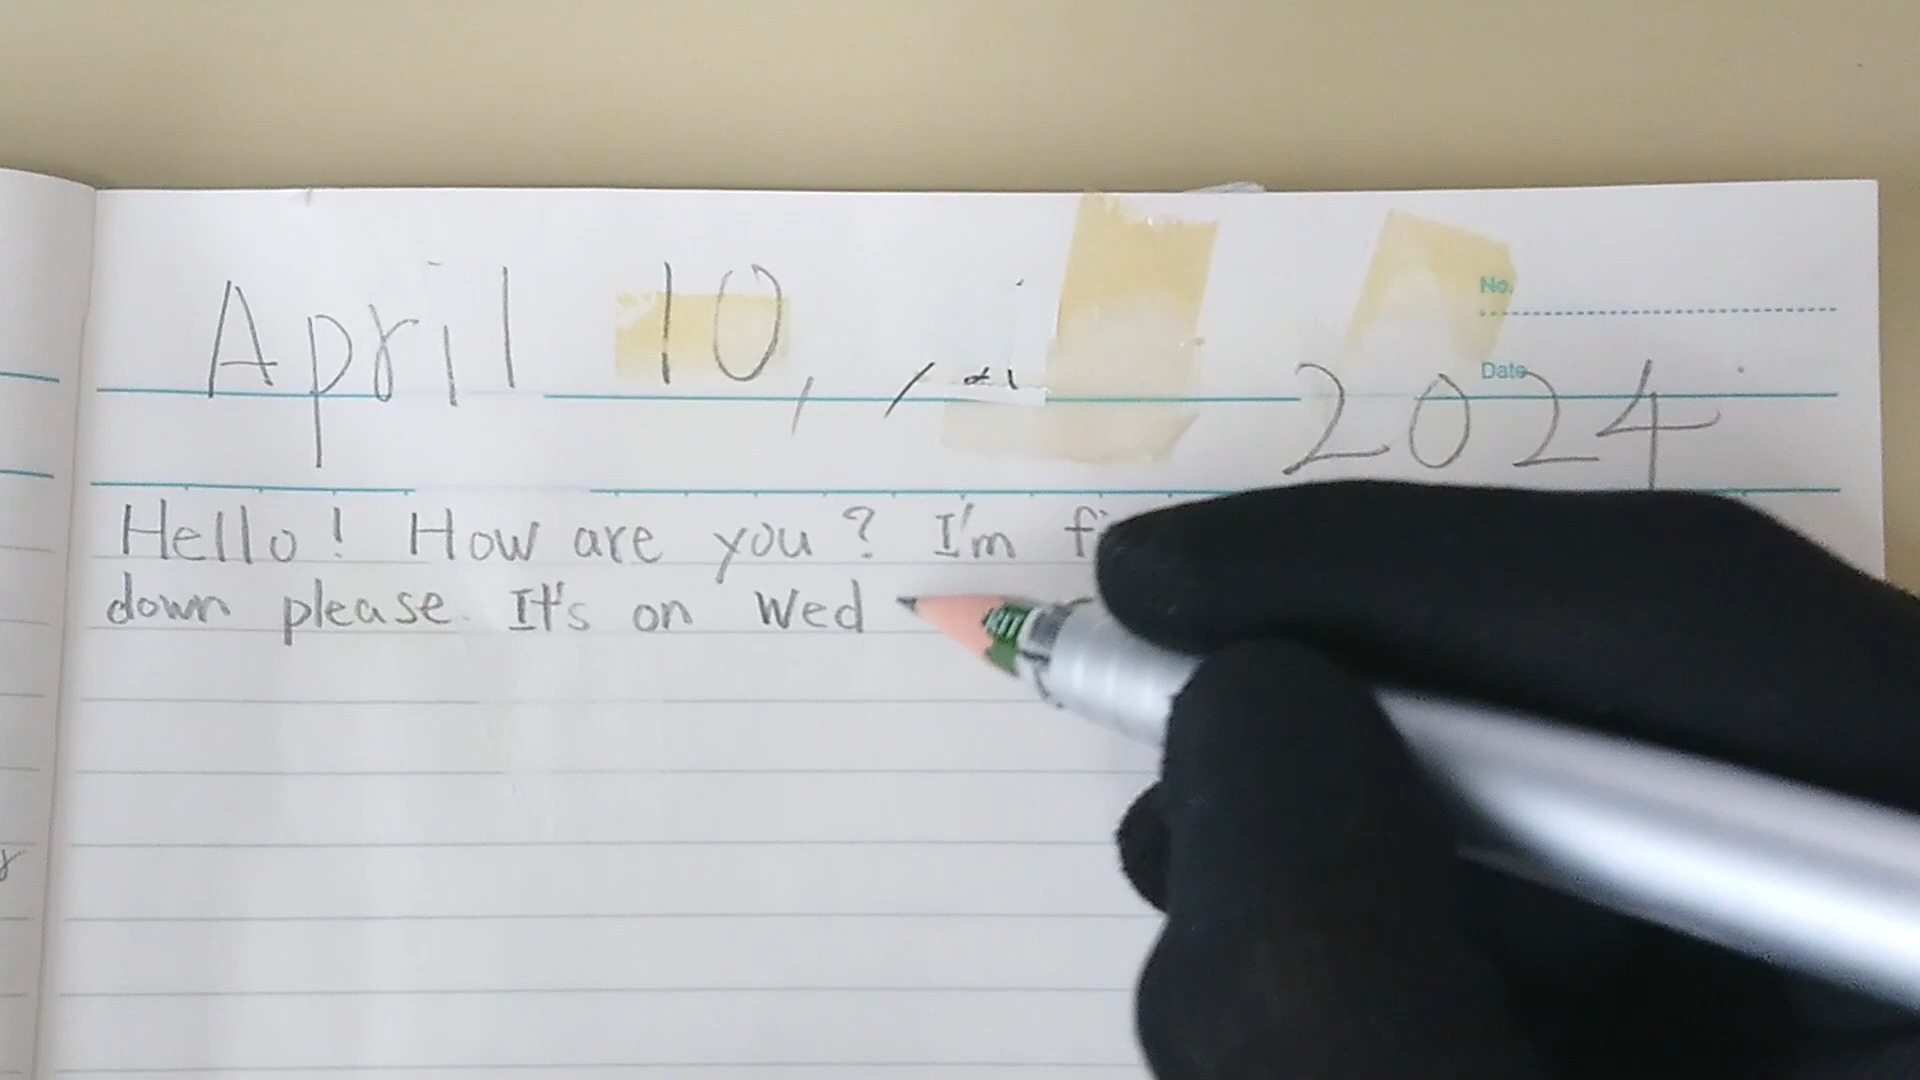 April 10, 2024
No.
Date
Hello! How are you? I'm
down please. It's on Wed